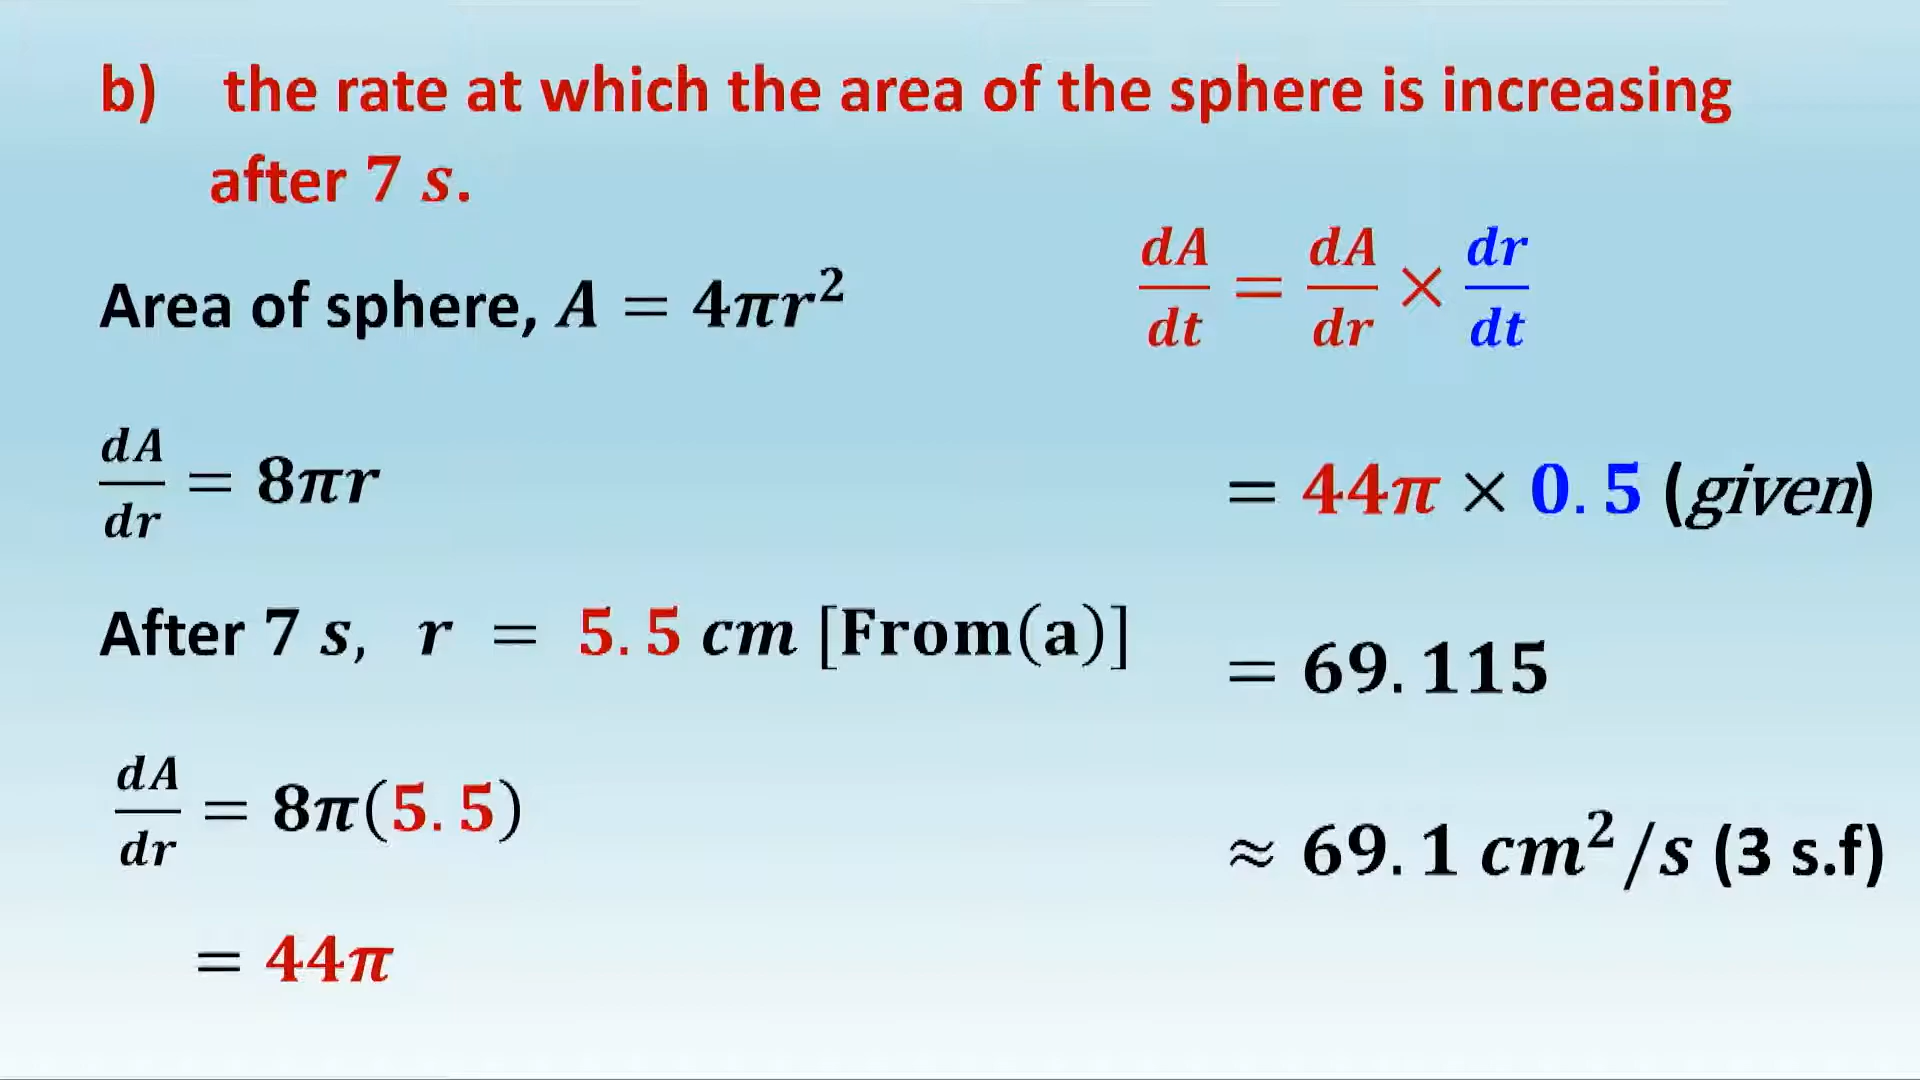 b) the rate at which the area of the sphere is increasing
after 7 s.
Area of sphere, A = 4πr²
dA/dr = 8πr
After 7 s, r = 5.5 cm [From(a)]
dA/dr = 8π(5.5)
= 44π
dA/dt = dA/dr × dr/dt
= 44π × 0.5 (given)
= 69.115
≈ 69.1 cm²/s (3 s.f)